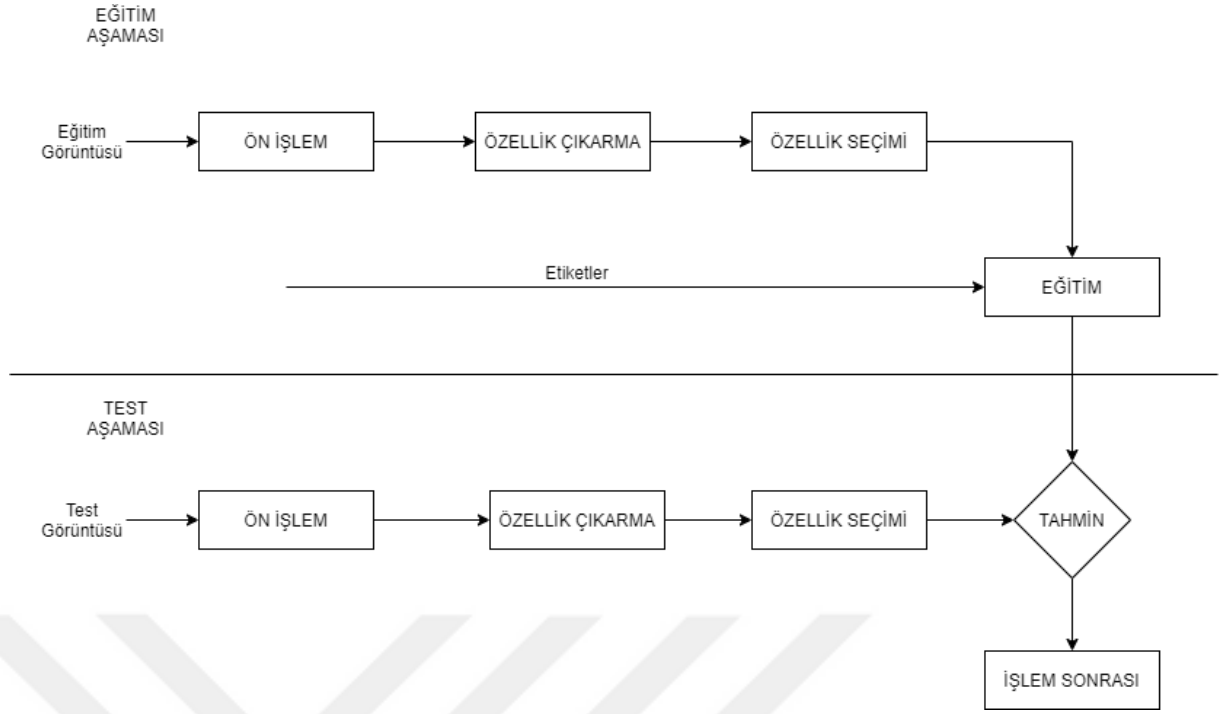 EĞİTİM
AŞAMASI
Eğitim
Görüntüsü
ÖN İŞLEM
ÖZELLİK ÇIKARMA
ÖZELLİK SEÇİMİ
Etiketler
EĞİTİM
TEST
AŞAMASI
Test
Görüntüsü
ÖN İŞLEM
ÖZELLİK ÇIKARMA
ÖZELLİK SEÇİMİ
TAHMİN
İŞLEM SONRASI